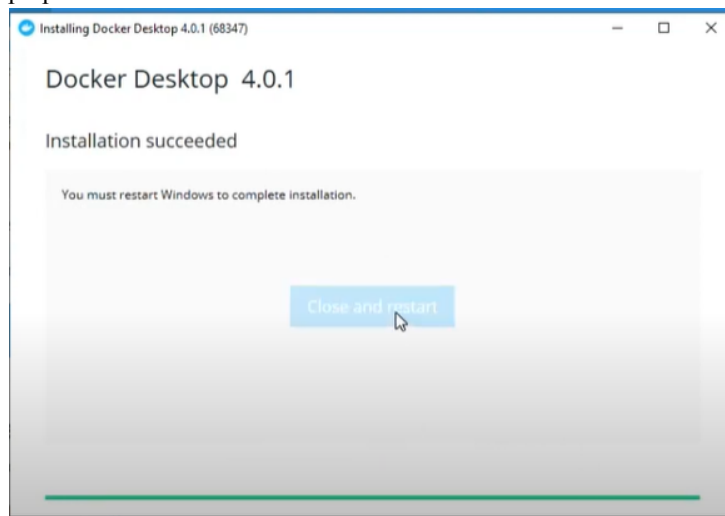 Installing Docker Desktop 4.0.1 (68347)
Docker Desktop 4.0.1
Installation succeeded
You must restart Windows to complete installation.
Close and restart